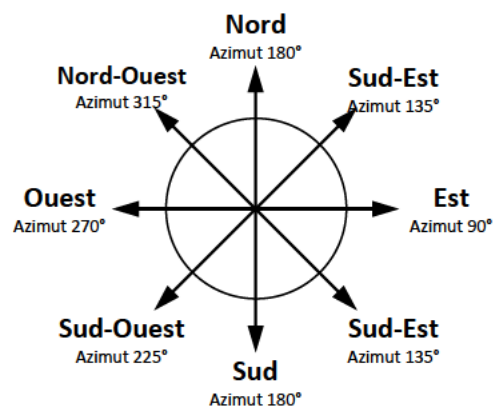 Nord
Azimut 180°
Nord-Ouest
Azimut 315°
Sud-Est
Azimut 135°
Ouest
Azimut 270°
Est
Azimut 90°
Sud-Ouest
Azimut 225°
Sud-Est
Azimut 135°
Sud
Azimut 180°